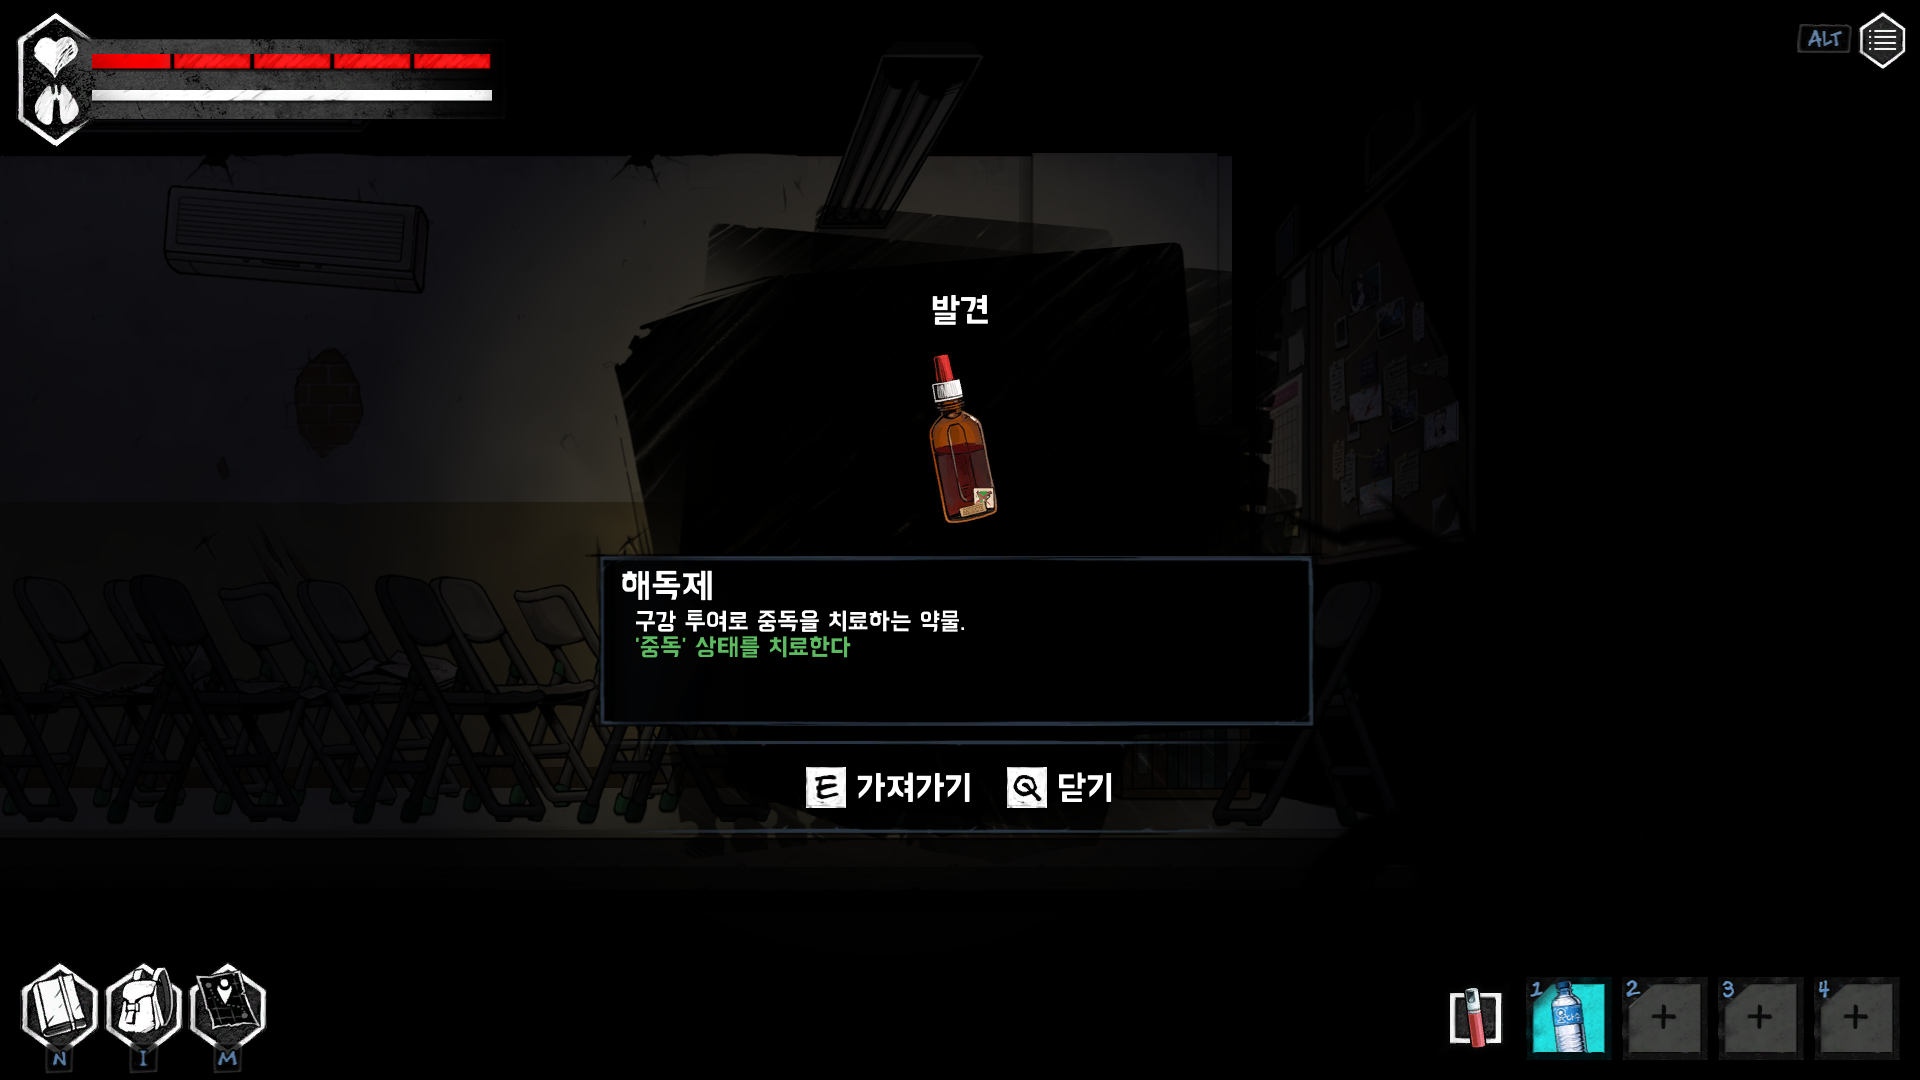 ALT
발견
해독제
구강 투여로 중독을 치료하는 약물.
'중독' 상태를 치료한다
E 가져가기 Q 닫기
1 2 3 4
N I M